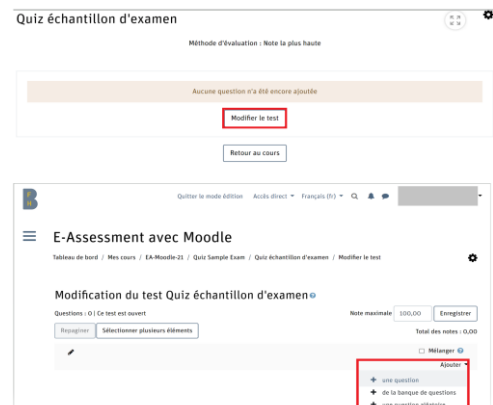 Quiz échantillon d'examen
Méthode d'évaluation : Note la plus haute
Aucune question n'a été encore ajoutée
Modifier le test
Retour au cours
B
Quitter le mode édition Accès direct Français (fr)
E-Assessment avec Moodle
Tableau de bord / Mes cours / EA-Moodle-21 / Quiz Sample Exam / Quiz échantillon d'examen / Modifier le test
Modification du test Quiz échantillon d'examen
Questions : 0 | Ce test est ouvert Note maximale 100,00 Enregistrer
Repaginer Sélectionner plusieurs éléments Total des notes : 0,00
Mélanger
Ajouter
+ une question
+ de la banque de questions
+ une question aléatoire